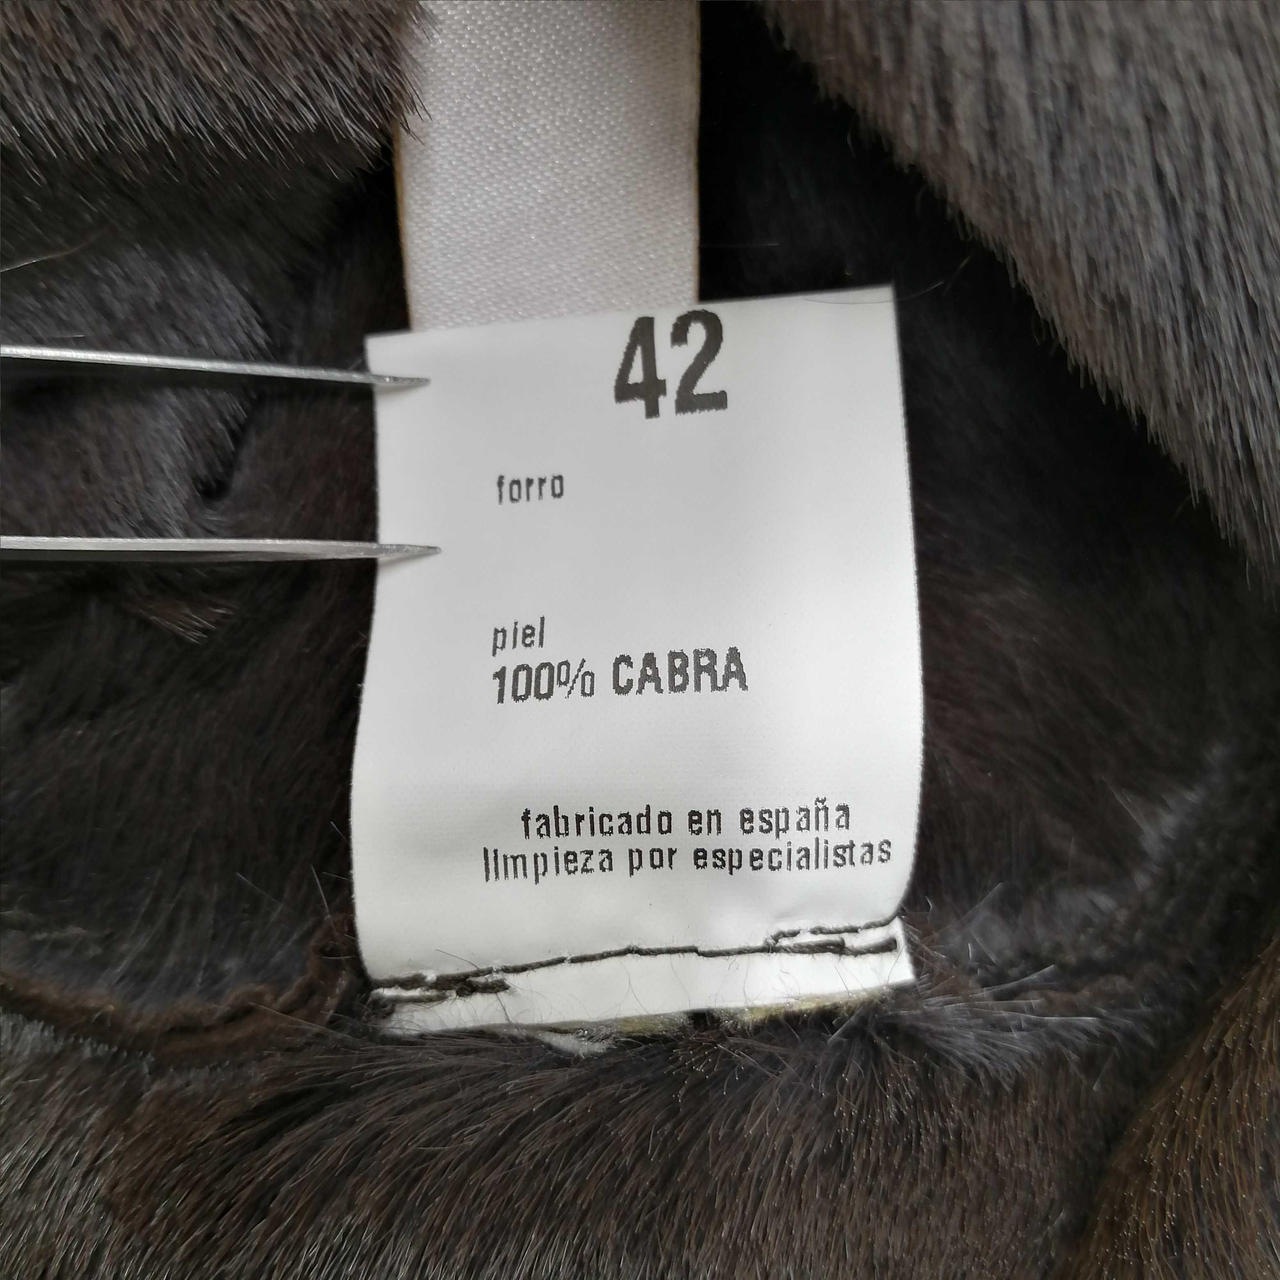 42
forro
piel
100% CABRA
fabricado en españa
limpieza por especialistas